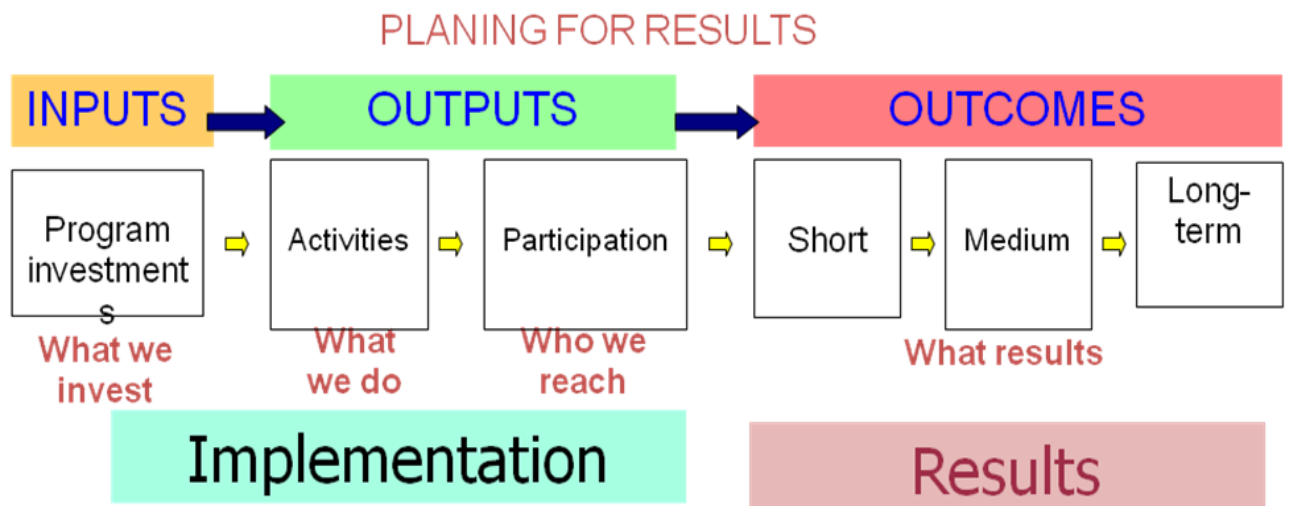 PLANING FOR RESULTS
INPUTS
OUTPUTS
OUTCOMES
Program
investment
s
Activities
Participation
Short
Medium
Long-
term
What we
invest
What
we do
Who we
reach
What results
Implementation
Results